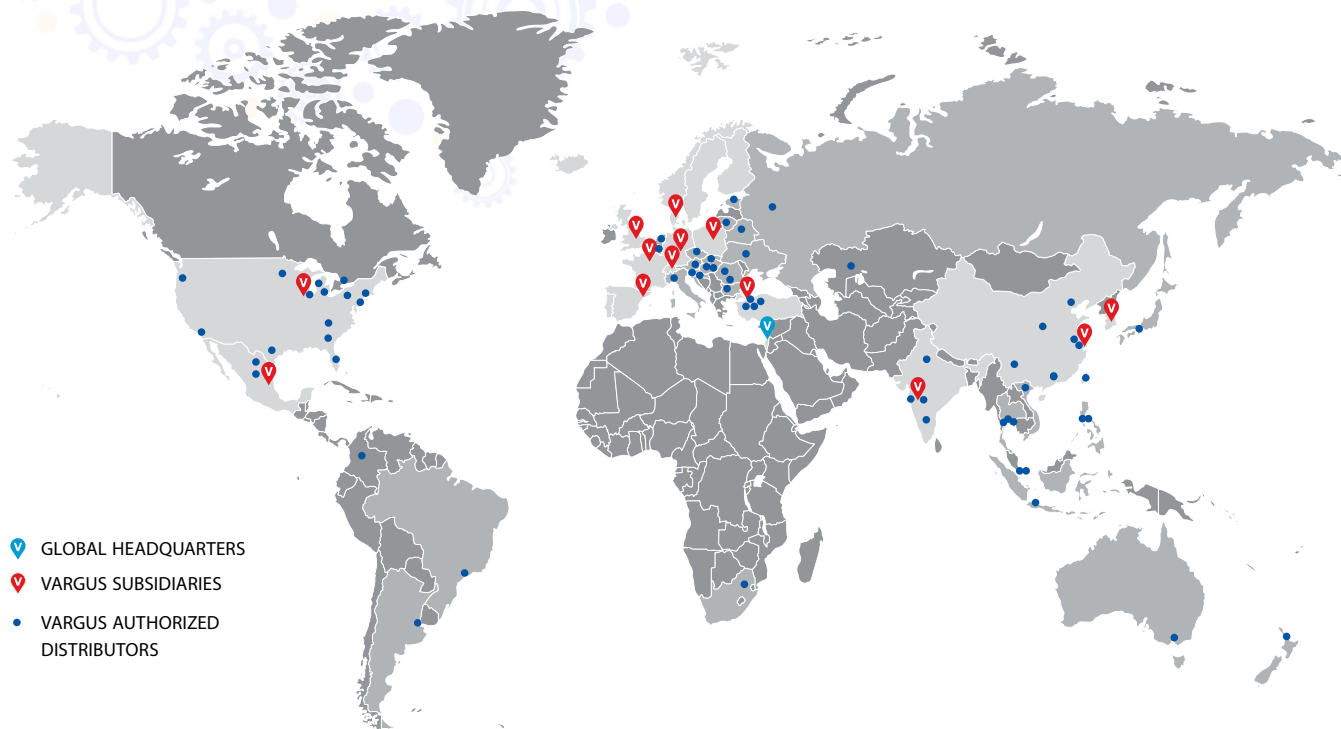 GLOBAL HEADQUARTERS
VARGUS SUBSIDIARIES
VARGUS AUTHORIZED
DISTRIBUTORS